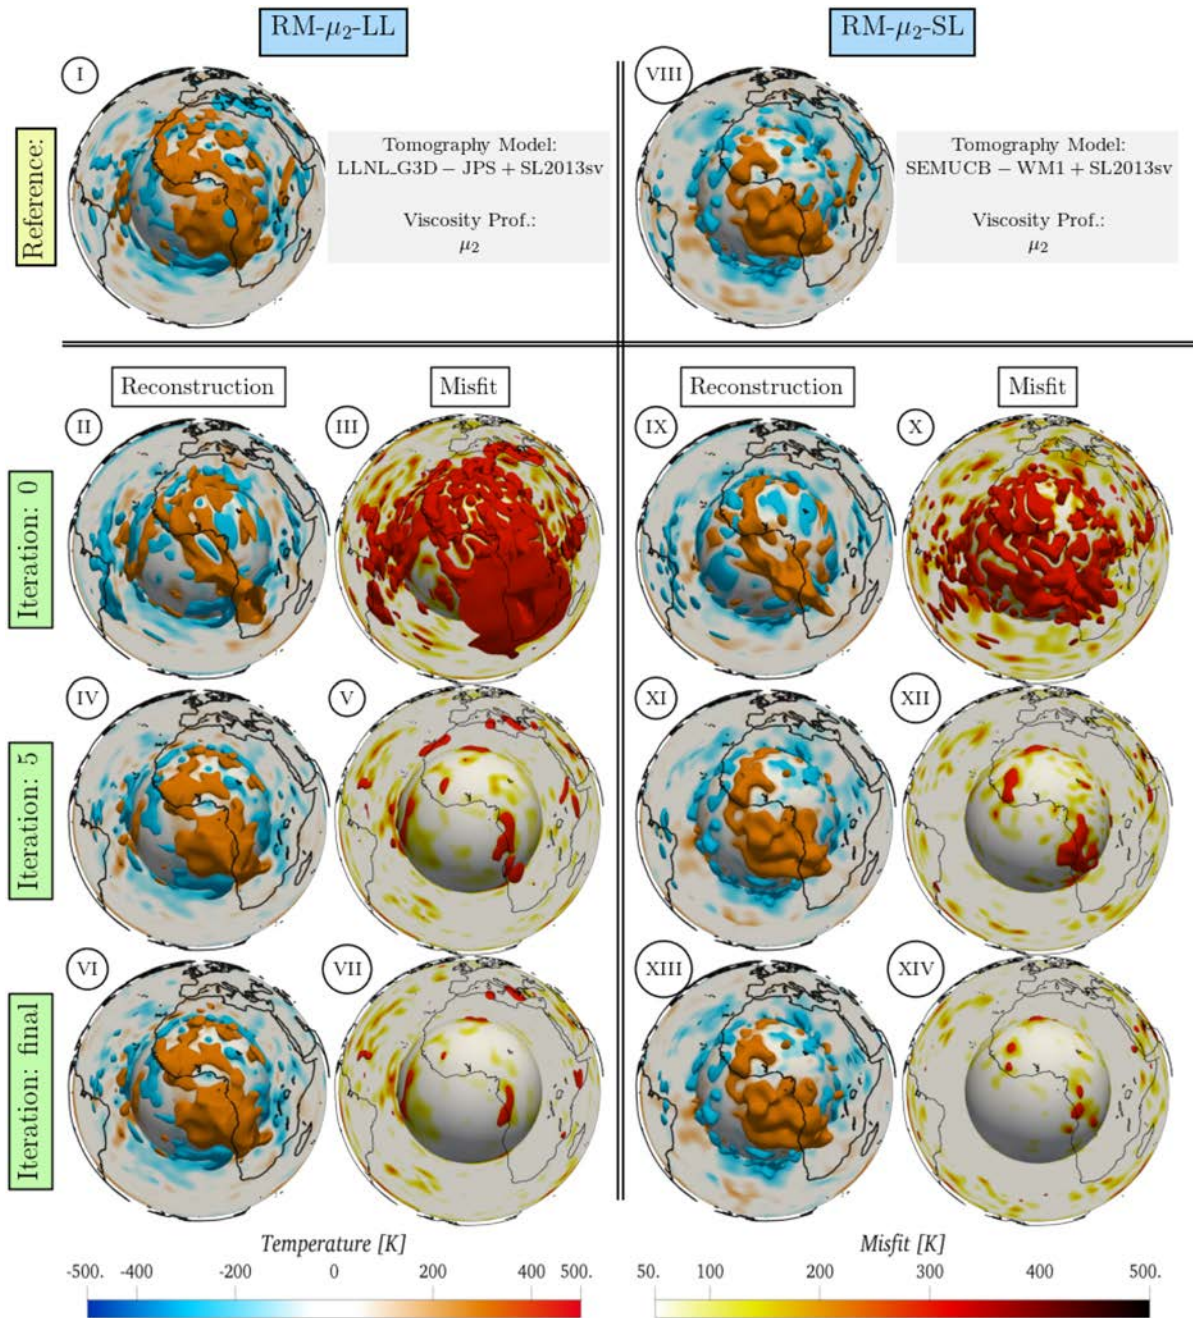 RM-μ₂-LL
RM-μ₂-SL
I
VIII
Reference:
Tomography Model:
LLNL_G3D − JPS + SL2013sv
Viscosity Prof.:
μ₂
Tomography Model:
SEMUCB − WM1 + SL2013sv
Viscosity Prof.:
μ₂
Reconstruction
Misfit
Reconstruction
Misfit
II
III
IX
X
Iteration: 0
IV
V
XI
XII
Iteration: 5
VI
VII
XIII
XIV
Iteration: final
Temperature [K]
-500. -400 -200 0 200 400 500.
Misfit [K]
50. 100 200 300 400 500.